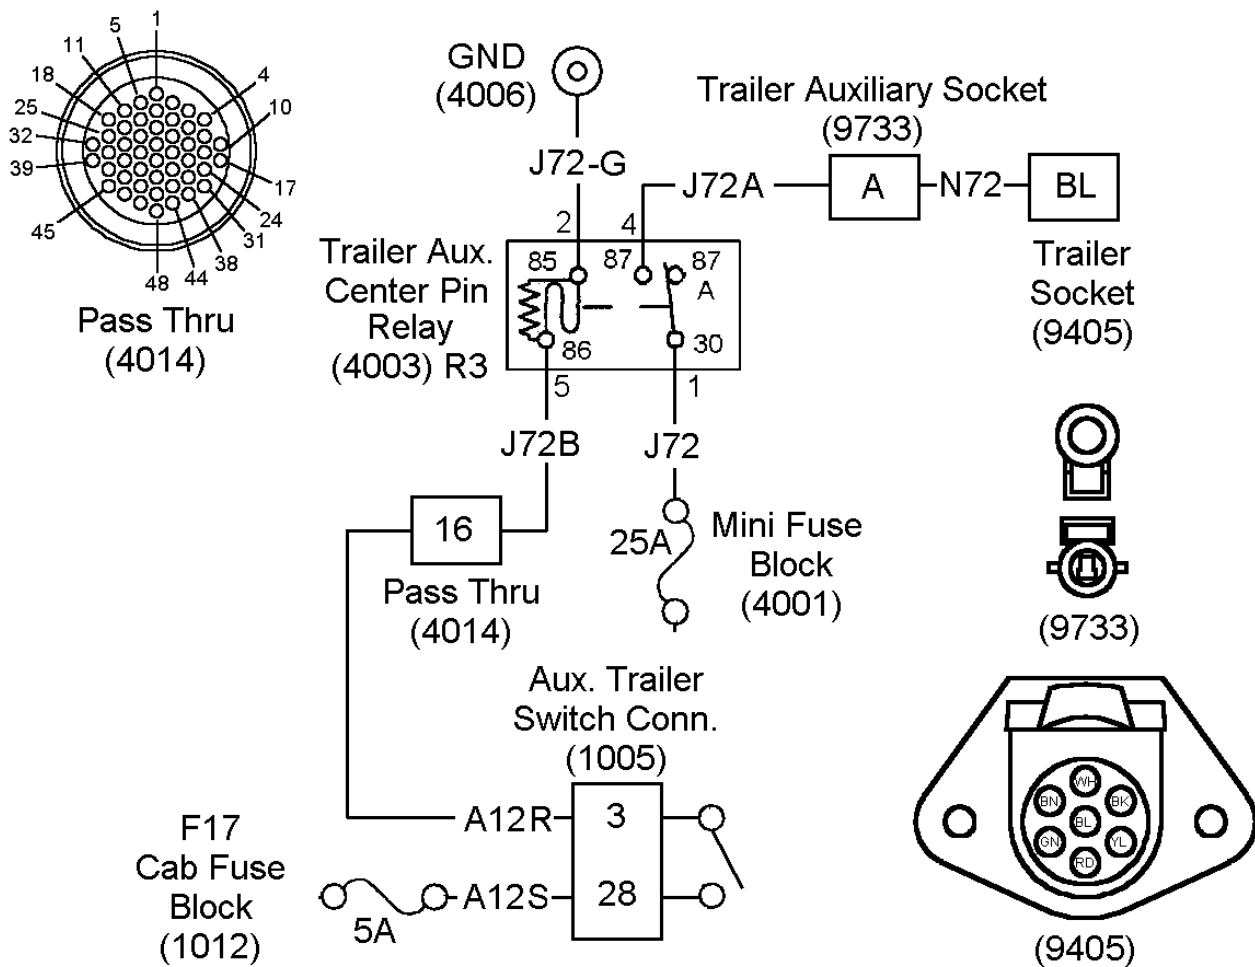 1
5
11
18
25
32
39
45
48
44
38
31
24
17
10
4
Pass Thru
(4014)
GND
(4006)
J72-G
Trailer Auxiliary Socket
(9733)
J72A
A
N72
BL
Trailer
Socket
(9405)
2
4
Trailer Aux.
Center Pin
Relay
(4003) R3
85
87
87
A
86
30
5
1
J72B
J72
16
Pass Thru
(4014)
25A
Mini Fuse
Block
(4001)
(9733)
Aux. Trailer
Switch Conn.
(1005)
A12R
3
F17
Cab Fuse
Block
(1012)
5A
A12S
28
WH
BN
BK
BL
GN
YL
RD
(9405)